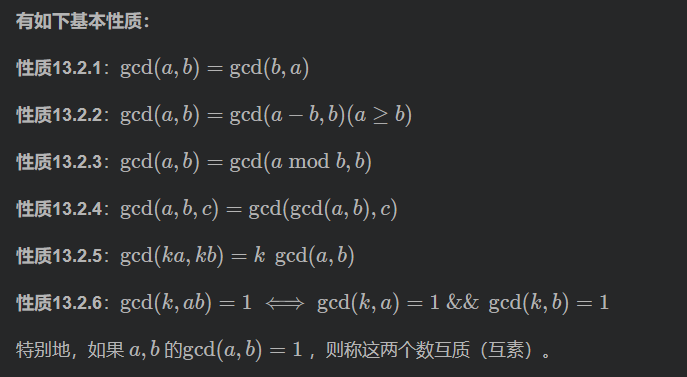 有如下基本性质：
性质13.2.1：gcd(a, b) = gcd(b, a)
性质13.2.2：gcd(a, b) = gcd(a − b, b)(a ≥ b)
性质13.2.3：gcd(a, b) = gcd(a mod b, b)
性质13.2.4：gcd(a, b, c) = gcd(gcd(a, b), c)
性质13.2.5：gcd(ka, kb) = k gcd(a, b)
性质13.2.6：gcd(k, ab) = 1 ⟺ gcd(k, a) = 1 && gcd(k, b) = 1
特别地，如果 a, b 的gcd(a, b) = 1 ，则称这两个数互质（互素）。